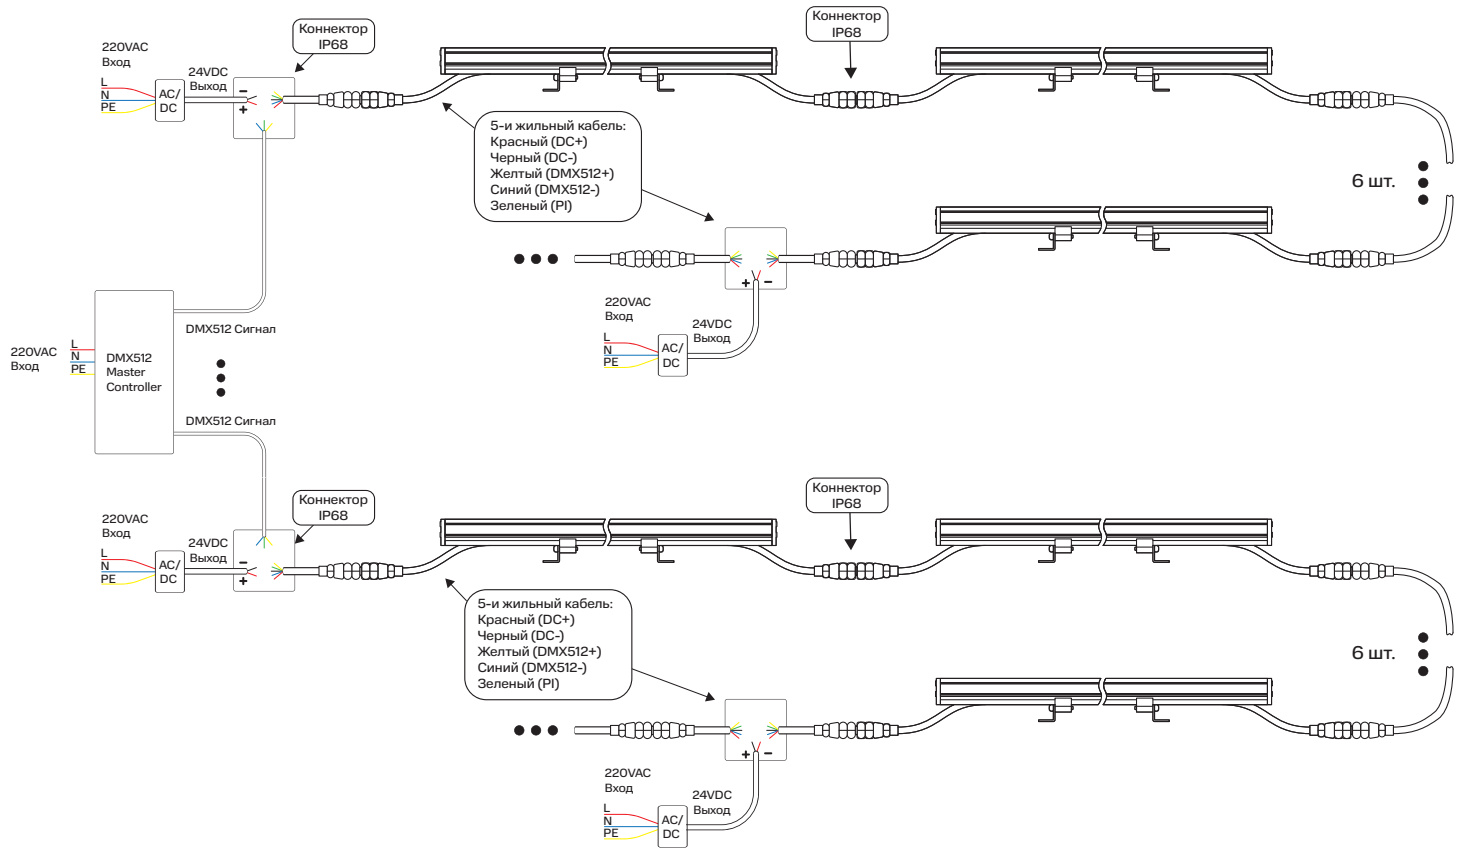 Коннектор
IP68
220VAC
Вход
L
N
PE
AC/
DC
24VDC
Выход
−
+
Коннектор
IP68
5-и жильный кабель:
Красный (DC+)
Черный (DC-)
Желтый (DMX512+)
Синий (DMX512-)
Зеленый (PI)
6 шт.
+ −
220VAC
Вход
L
N
PE
AC/
DC
24VDC
Выход
DMX512 Сигнал
220VAC
Вход
L
N
PE
DMX512
Master
Controller
DMX512 Сигнал
Коннектор
IP68
220VAC
Вход
L
N
PE
AC/
DC
24VDC
Выход
−
+
Коннектор
IP68
5-и жильный кабель:
Красный (DC+)
Черный (DC-)
Желтый (DMX512+)
Синий (DMX512-)
Зеленый (PI)
6 шт.
+ −
220VAC
Вход
L
N
PE
AC/
DC
24VDC
Выход